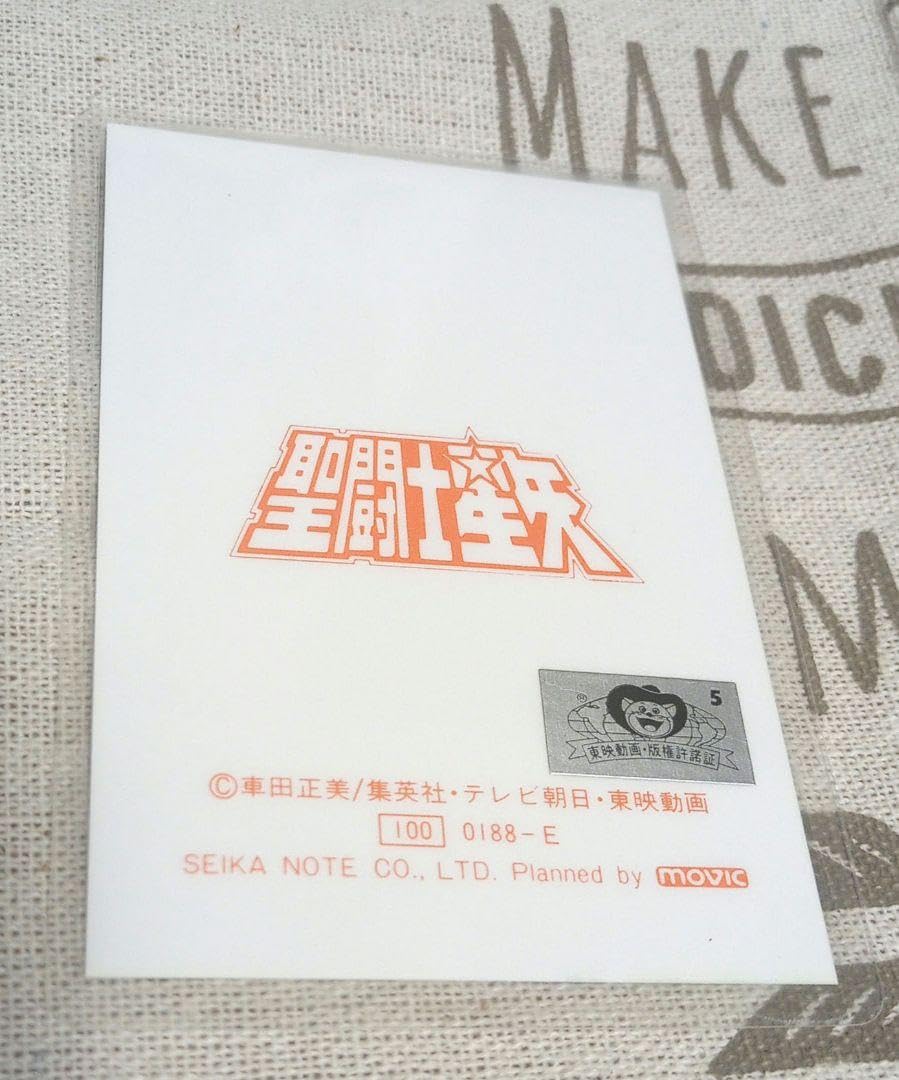 MAKE
DICI
M
聖闘士星矢
® 5
東映動画・版権許諾証
©車田正美/集英社・テレビ朝日・東映動画
100 0188-E
SEIKA NOTE CO., LTD. Planned by movic